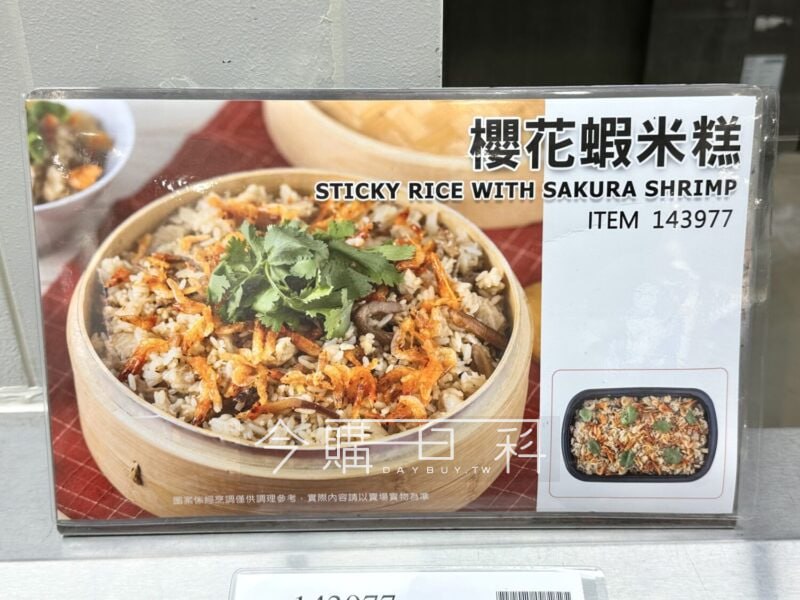 櫻花蝦米糕
STICKY RICE WITH SAKURA SHRIMP
ITEM 143977
今購百科
DAYBUY.TW
圖案係經烹調僅供調理參考，實際內容請以賣場實物為準
143977